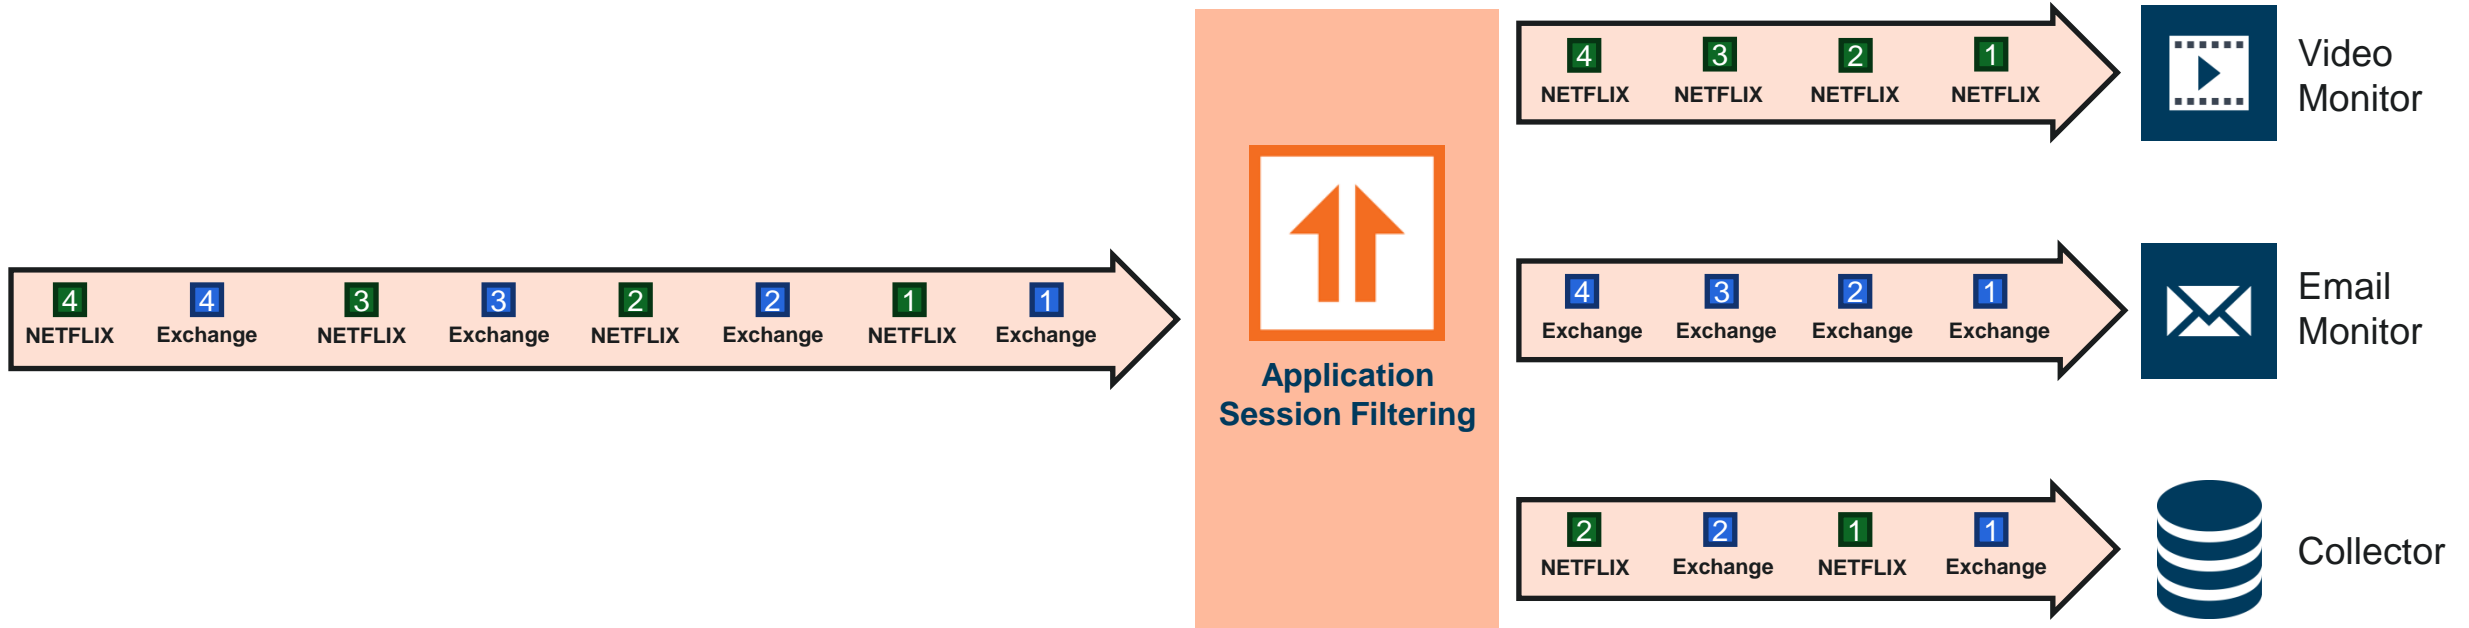 4 3 2 1
NETFLIX NETFLIX NETFLIX NETFLIX
Video
Monitor
4 4 3 3 2 2 1 1
NETFLIX Exchange NETFLIX Exchange NETFLIX Exchange NETFLIX Exchange
Application
Session Filtering
4 3 2 1
Exchange Exchange Exchange Exchange
Email
Monitor
2 2 1 1
NETFLIX Exchange NETFLIX Exchange
Collector